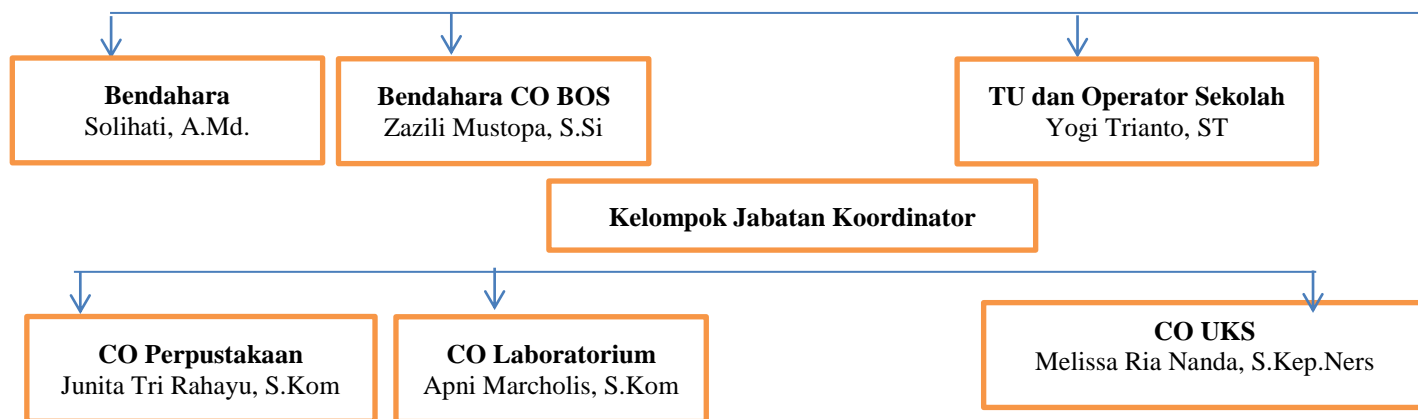 Bendahara
Solihati, A.Md.
Bendahara CO BOS
Zazili Mustopa, S.Si
TU dan Operator Sekolah
Yogi Trianto, ST
Kelompok Jabatan Koordinator
CO Perpustakaan
Junita Tri Rahayu, S.Kom
CO Laboratorium
Apni Marcholis, S.Kom
CO UKS
Melissa Ria Nanda, S.Kep.Ners